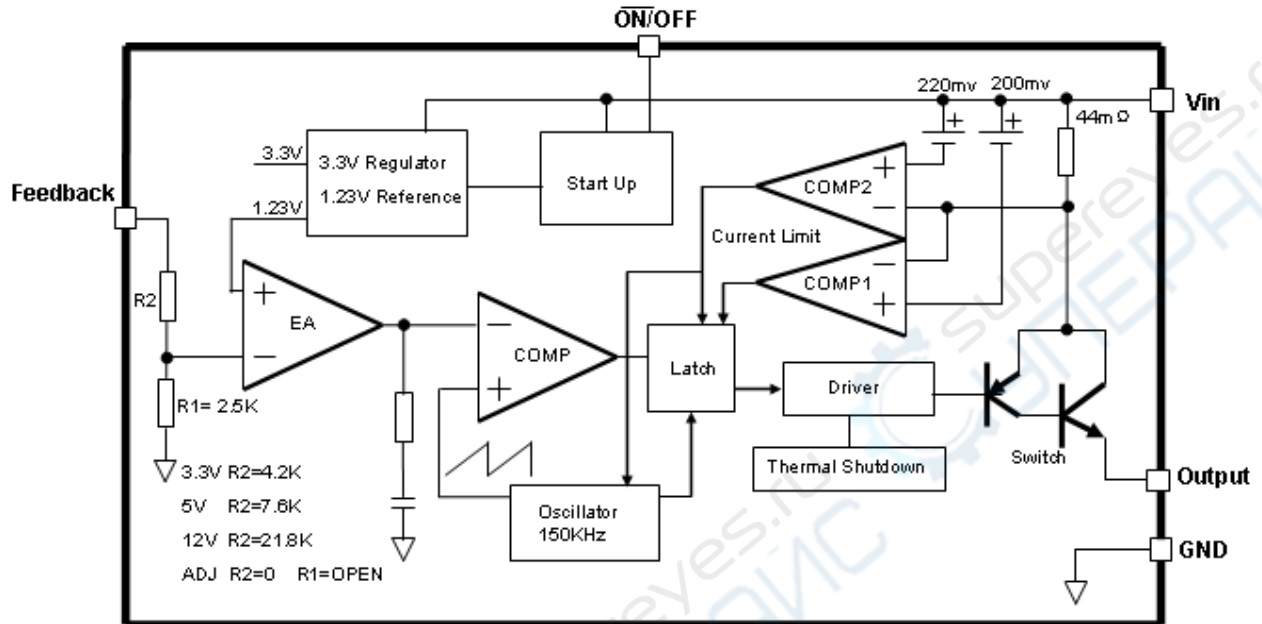 ON/OFF
220mv
200mv
Vin
44mΩ
3.3V
3.3V Regulator
1.23V Reference
Start Up
COMP2
+
−
+
+
Feedback
1.23V
Current Limit
−
COMP1
+
R2
+
EA
−
−
COMP
+
Latch
R1= 2.5K
Driver
Thermal Shutdown
Switch
Output
3.3V R2=4.2K
5V R2=7.6K
12V R2=21.8K
ADJ R2=0 R1=OPEN
Oscillator
150KHz
GND
supereyes.ru